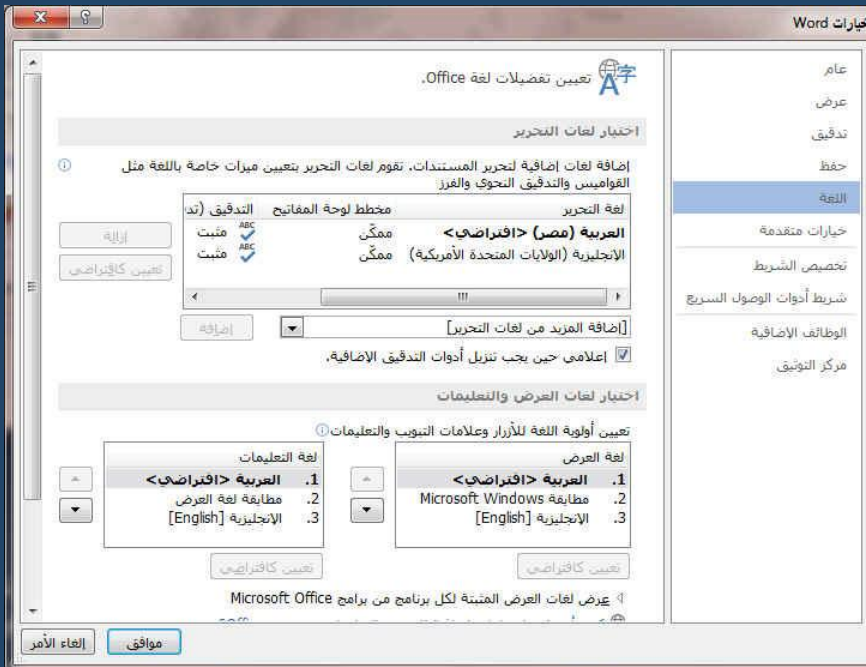 خيارات Word
عام
عرض
تدقيق
حفظ
اللغة
خيارات متقدمة
تخصيص الشريط
شريط أدوات الوصول السريع
الوظائف الإضافية
مركز التوثيق
تعيين تفضيلات لغة Office.
اختيار لغات التحرير
إضافة لغات إضافية لتحرير المستندات. تقوم لغات التحرير بتعيين ميزات خاصة باللغة مثل
القواميس والتدقيق النحوي والفرز
لغة التحرير مخطط لوحة المفاتيح التدقيق (تد
العربية (مصر) <افتراضي> ممكّن مثبت
الإنجليزية (الولايات المتحدة الأمريكية) ممكّن مثبت
إزالة
تعيين كافتراضي
[إضافة المزيد من لغات التحرير]
إضافة
إعلامي حين يجب تنزيل أدوات التدقيق الإضافية.
اختيار لغات العرض والتعليمات
تعيين أولوية اللغة للأزرار وعلامات التبويب والتعليمات
لغة العرض
1. العربية <افتراضي>
2. مطابقة Microsoft Windows
3. الإنجليزية [English]
تعيين كافتراضي
لغة التعليمات
1. العربية <افتراضي>
2. مطابقة لغة العرض
3. الإنجليزية [English]
تعيين كافتراضي
عرض لغات العرض المثبتة لكل برنامج من برامج Microsoft Office
موافق
إلغاء الأمر